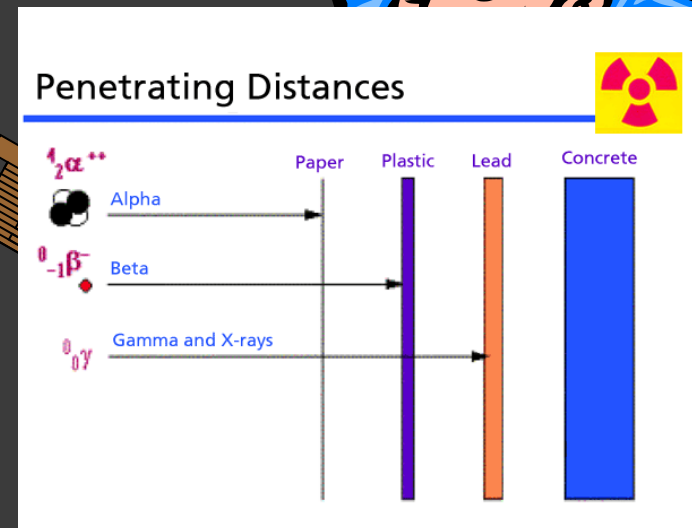 Penetrating Distances
Paper Plastic Lead Concrete
⁴₂α⁺⁺
Alpha
⁰₋₁β⁻
Beta
⁰₀γ
Gamma and X-rays